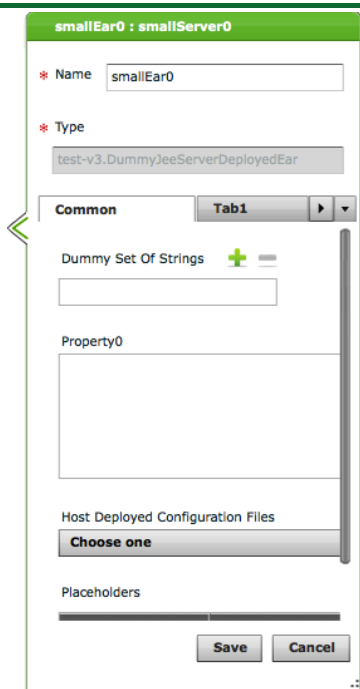 smallEar0 : smallServer0
* Name smallEar0
* Type
test-v3.DummyJeeServerDeployedEar
Common Tab1
Dummy Set Of Strings
Property0
Host Deployed Configuration Files
Choose one
Placeholders
Save Cancel